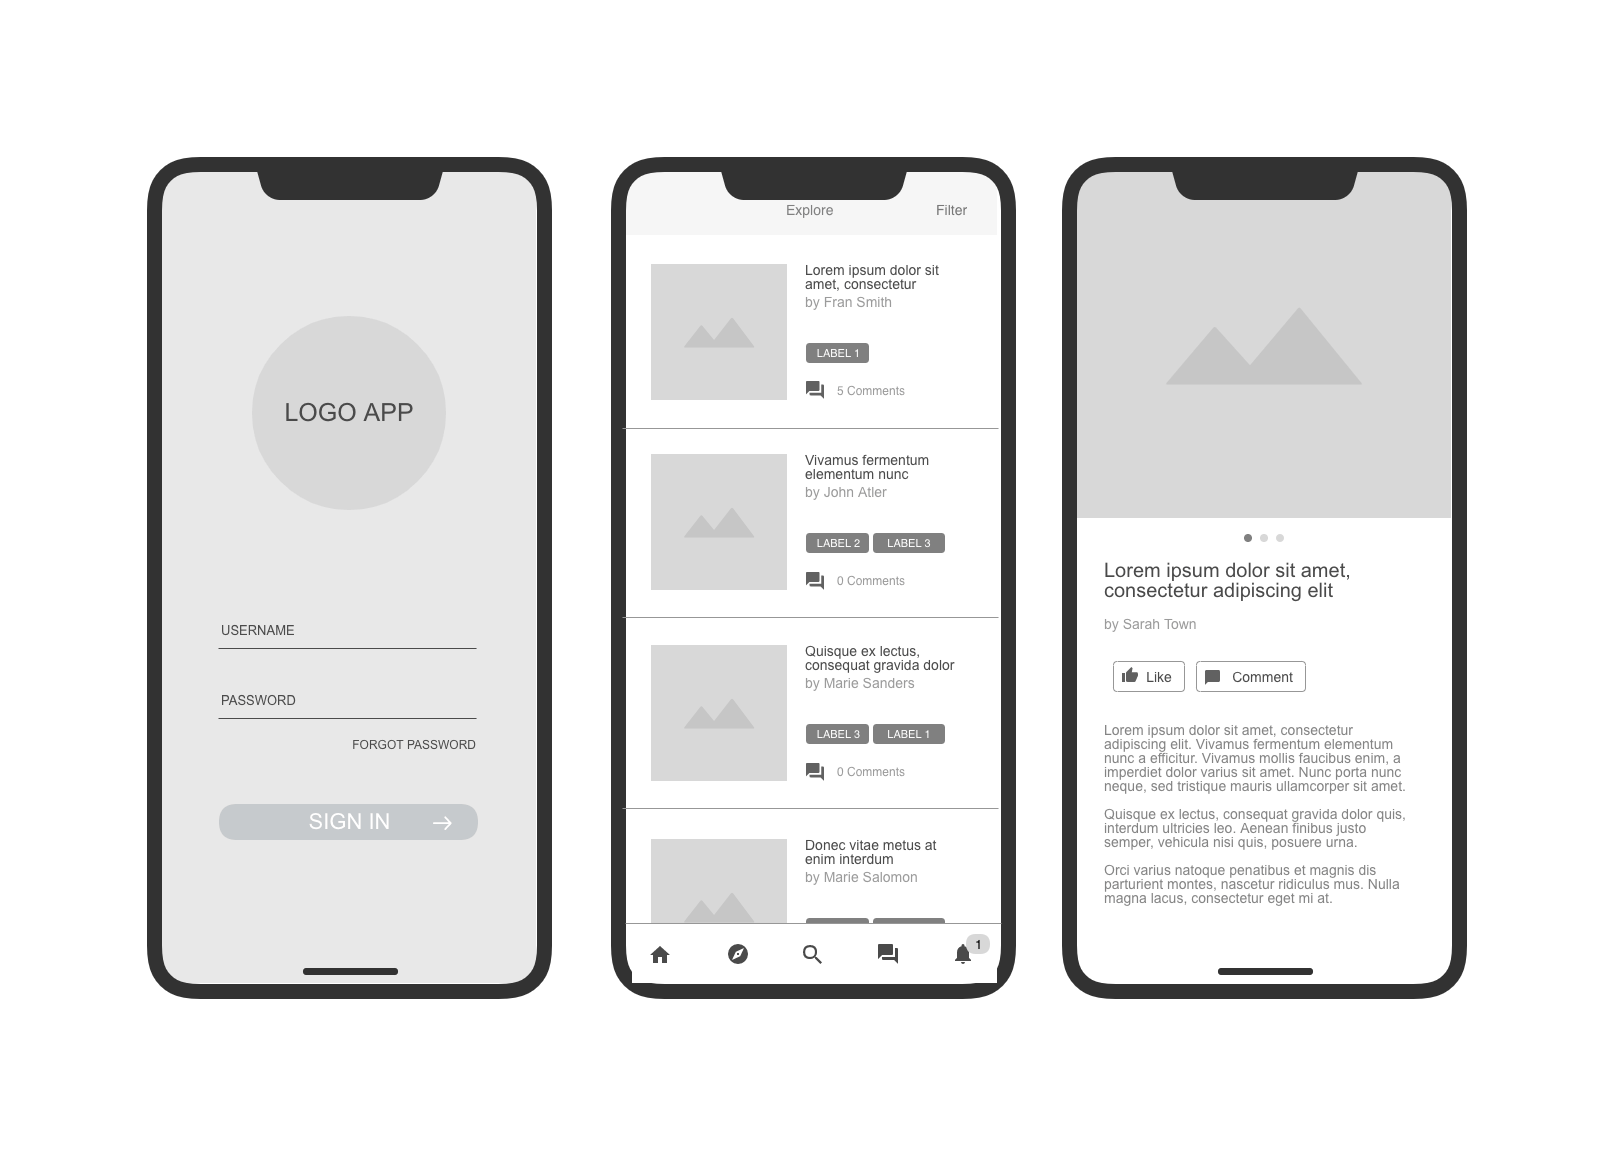 LOGO APP
USERNAME
PASSWORD
FORGOT PASSWORD
SIGN IN
Explore
Filter
Lorem ipsum dolor sit
amet, consectetur
by Fran Smith
LABEL 1
5 Comments
Vivamus fermentum
elementum nunc
by John Atler
LABEL 2
LABEL 3
0 Comments
Quisque ex lectus,
consequat gravida dolor
by Marie Sanders
LABEL 3
LABEL 1
0 Comments
Donec vitae metus at
enim interdum
by Marie Salomon
1
Lorem ipsum dolor sit amet,
consectetur adipiscing elit
by Sarah Town
Like
Comment
Lorem ipsum dolor sit amet, consectetur
adipiscing elit. Vivamus fermentum elementum
nunc a efficitur. Vivamus mollis faucibus enim, a
imperdiet dolor varius sit amet. Nunc porta nunc
neque, sed tristique mauris ullamcorper sit amet.
Quisque ex lectus, consequat gravida dolor quis,
interdum ultricies leo. Aenean finibus justo
semper, vehicula nisi quis, posuere urna.
Orci varius natoque penatibus et magnis dis
parturient montes, nascetur ridiculus mus. Nulla
magna lacus, consectetur eget mi at.